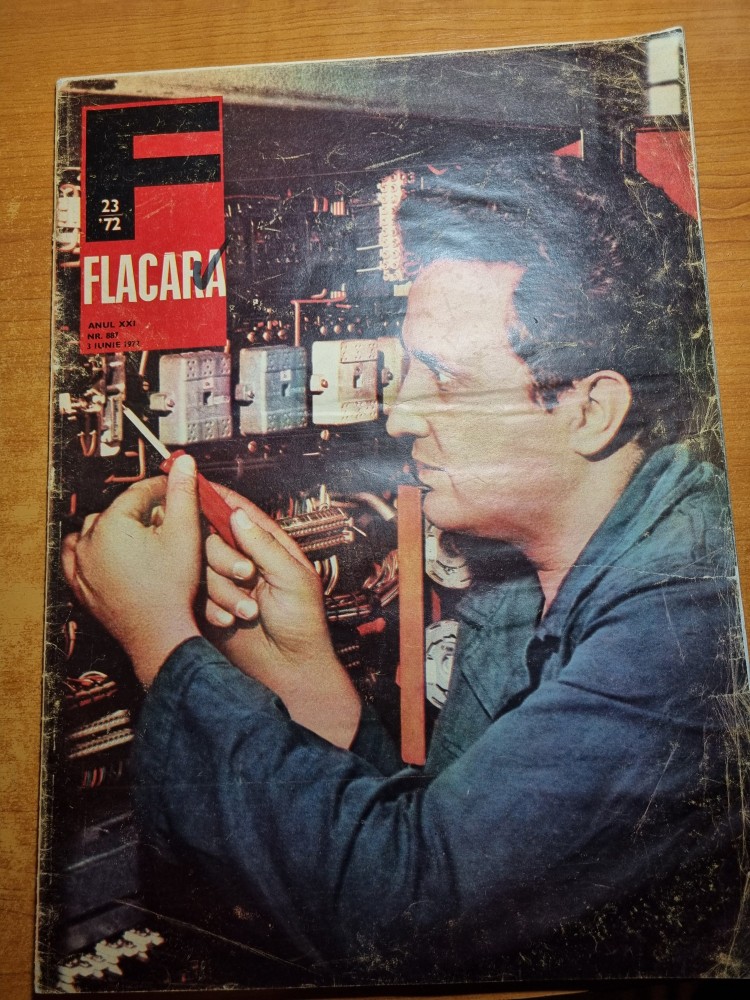 F
23
'72
FLACARA
ANUL XXI
NR. 887
3 IUNIE 1972